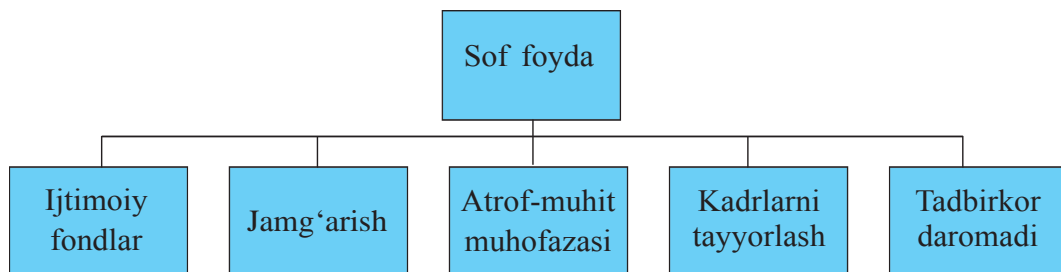 Sof foyda
Ijtimoiy
fondlar
Jamg‘arish
Atrof-muhit
muhofazasi
Kadrlarni
tayyorlash
Tadbirkor
daromadi